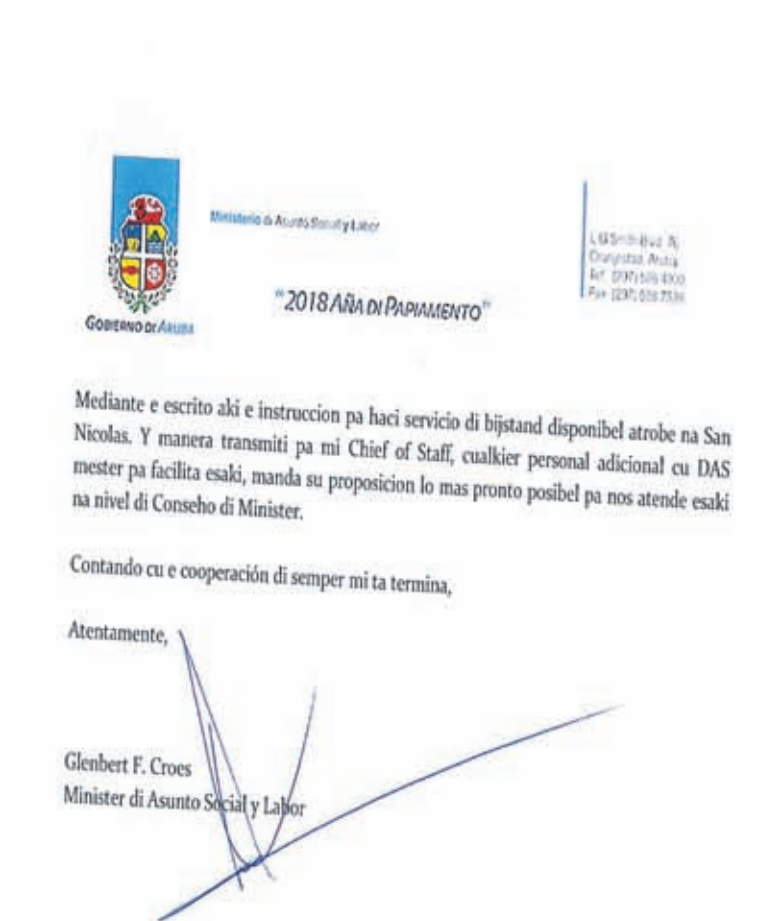 Ministerio di Asunto Social y Labor
Oranjestad, Aruba
"2018 AÑA DI PAPIAMENTO"
GOBIERNO DI ARUBA
Mediante e escrito aki e instruccion pa haci servicio di bijstand disponibel atrobe na San
Nicolas. Y manera transmiti pa mi Chief of Staff, cualkier personal adicional cu DAS
mester pa facilita esaki, manda su proposicion lo mas pronto posibel pa nos atende esaki
na nivel di Conseho di Minister.
Contando cu e cooperación di semper mi ta termina,
Atentamente,
Glenbert F. Croes
Minister di Asunto Social y Labor